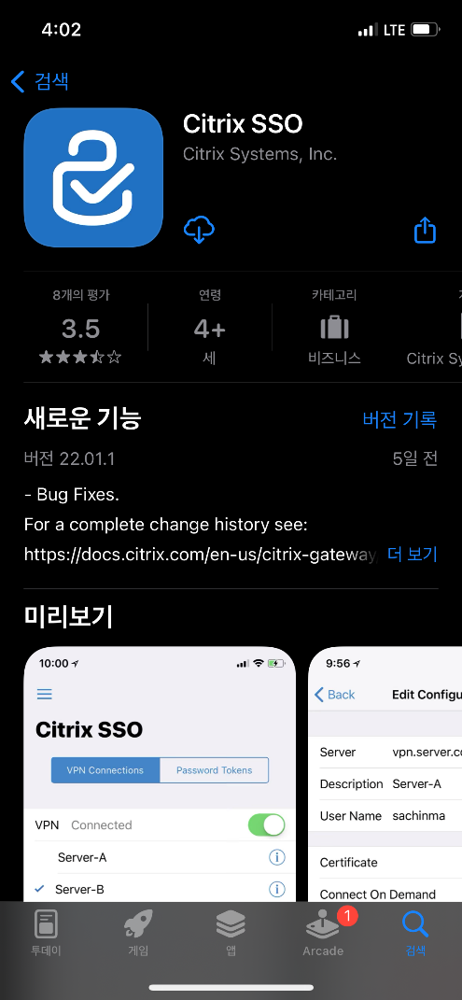 4:02
LTE
검색
Citrix SSO
Citrix Systems, Inc.
8개의 평가
연령
카테고리
3.5
4+
세
비즈니스
Citrix Sy
새로운 기능
버전 기록
버전 22.01.1
5일 전
- Bug Fixes.
For a complete change history see:
https://docs.citrix.com/en-us/citrix-gateway
더 보기
미리보기
10:00
Citrix SSO
VPN Connections
Password Tokens
VPN Connected
Server-A
Server-B
9:56
Back
Edit Configu
Server vpn.server.co
Description Server-A
User Name sachinma
Certificate
Connect On Demand
1
투데이
게임
앱
Arcade
검색